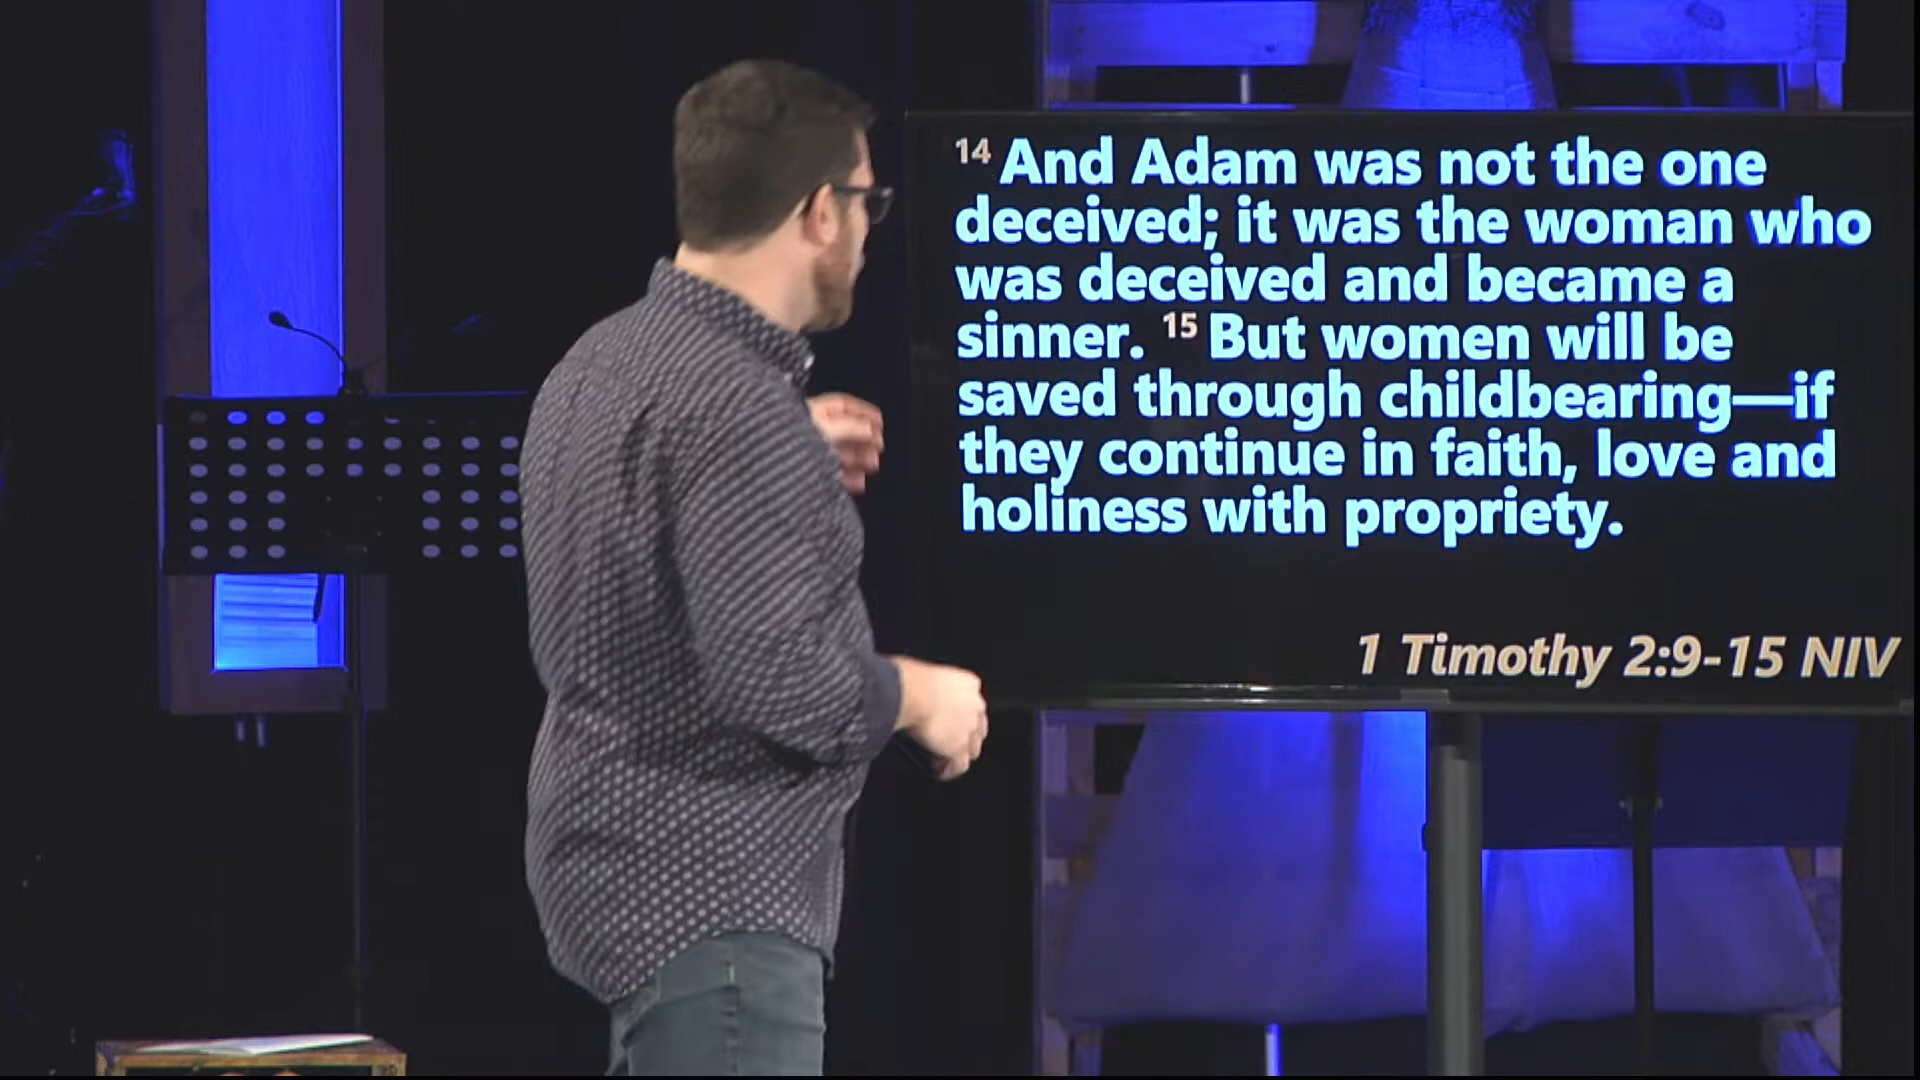 14 And Adam was not the one
deceived; it was the woman who
was deceived and became a
sinner. 15 But women will be
saved through childbearing—if
they continue in faith, love and
holiness with propriety.
1 Timothy 2:9-15 NIV